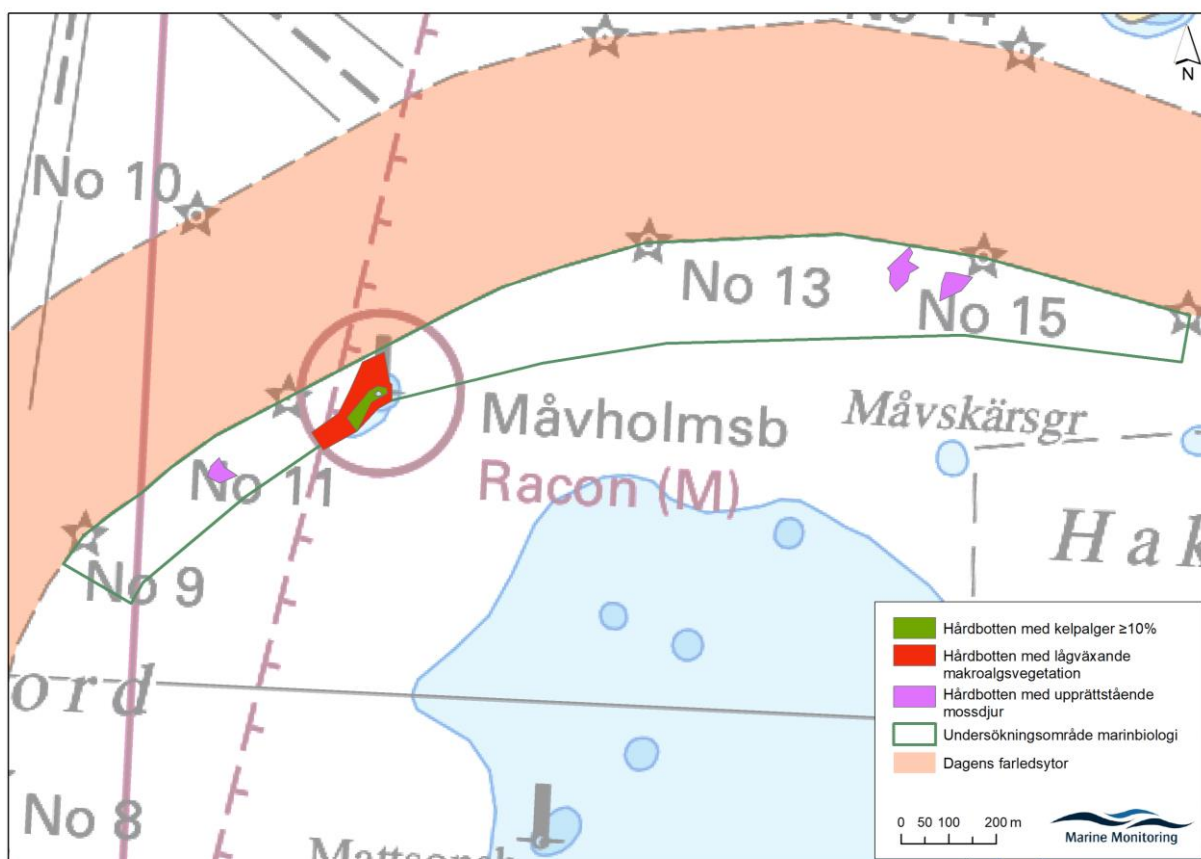 No 14
N
No 10
No 13
No 15
Måvholmsb
Måvskärsgr
Racon (M)
No 11
Hak
No 9
ord
No 8
Hårdbotten med kelpalger ≥10%
Hårdbotten med lågväxande
makroalgsvegetation
Hårdbotten med upprättstående
mossdjur
Undersökningsområde marinbiologi
Dagens farledsytor
0 50 100 200 m
Marine Monitoring